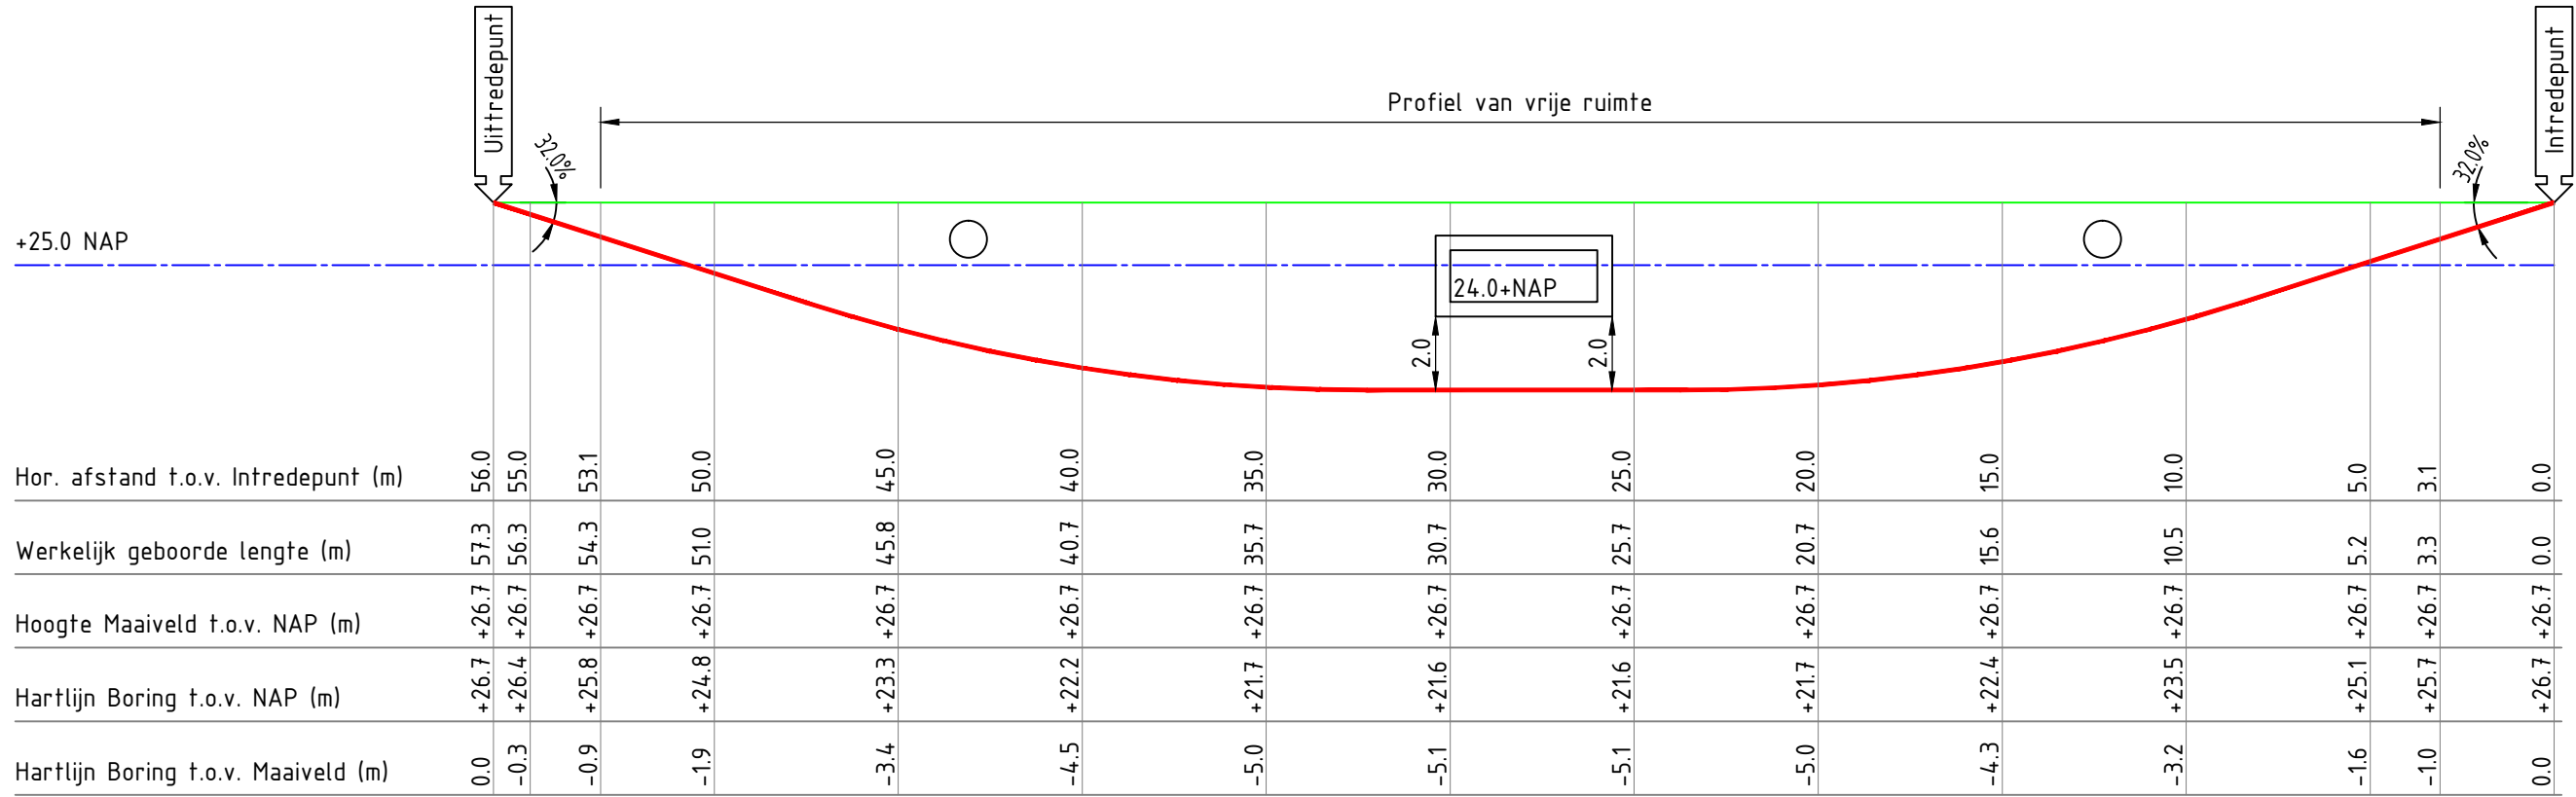 Uittredepunt
Intredepunt
Profiel van vrije ruimte
32.0%
32.0%
+25.0 NAP
24.0+NAP
2.0
2.0
Hor. afstand t.o.v. Intredepunt (m) 56.0 55.0 53.1 50.0 45.0 40.0 35.0 30.0 25.0 20.0 15.0 10.0 5.0 3.1 0.0
Werkelijk geboorde lengte (m) 57.3 56.3 54.3 51.0 45.8 40.7 35.7 30.7 25.7 20.7 15.6 10.5 5.2 3.3 0.0
Hoogte Maaiveld t.o.v. NAP (m) +26.7 +26.7 +26.7 +26.7 +26.7 +26.7 +26.7 +26.7 +26.7 +26.7 +26.7 +26.7 +26.7 +26.7 +26.7
Hartlijn Boring t.o.v. NAP (m) +26.7 +26.4 +25.8 +24.8 +23.3 +22.2 +21.7 +21.6 +21.6 +21.7 +22.4 +23.5 +25.1 +25.7 +26.7
Hartlijn Boring t.o.v. Maaiveld (m) 0.0 -0.3 -0.9 -1.9 -3.4 -4.5 -5.0 -5.1 -5.1 -5.0 -4.3 -3.2 -1.6 -1.0 0.0